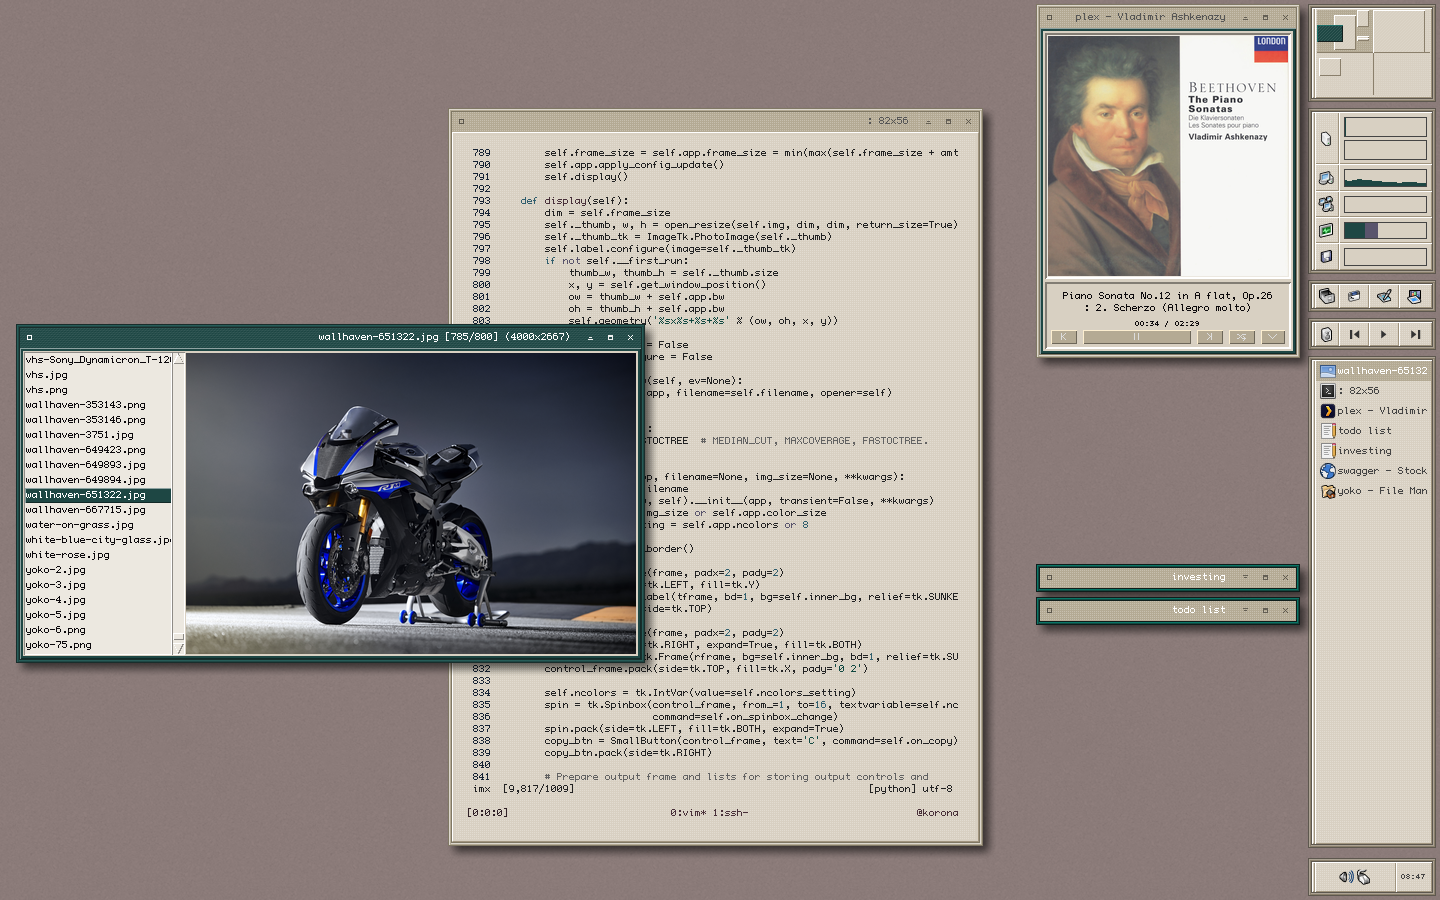 plex - Vladimir Ashkenazy
LONDON
BEETHOVEN
The Piano
Sonatas
Die Klaviersonaten
Les Sonates pour piano
Vladimir Ashkenazy
Piano Sonata No.12 in A flat, Op.26
: 2. Scherzo (Allegro molto)
00:34 / 02:29
: 82x56
789 self.frame_size = self.app.frame_size = min(max(self.frame_size + amt
790 self.app.apply_config_update()
791 self.display()
792
793 def display(self):
794 dim = self.frame_size
795 self._thumb, w, h = open_resize(self.img, dim, dim, return_size=True)
796 self._thumb_tk = ImageTk.PhotoImage(self._thumb)
797 self.label.configure(image=self._thumb_tk)
798 if not self.__first_run:
799 thumb_w, thumb_h = self._thumb.size
800 x, y = self.get_window_position()
801 ow = thumb_w + self.app.bw
802 oh = thumb_h + self.app.bw
803 self.geometry('%sx%s+%s+%s' % (ow, oh, x, y))
= False
ure = False
(self, ev=None):
app, filename=self.filename, opener=self)
:
STOCTREE # MEDIAN_CUT, MAXCOVERAGE, FASTOCTREE.
p, filename=None, img_size=None, **kwargs):
ilename
, self).__init__(app, transient=False, **kwargs)
mg_size or self.app.color_size
ing = self.app.ncolors or 8
border()
(frame, padx=2, pady=2)
=tk.LEFT, fill=tk.Y)
abel(tframe, bd=1, bg=self.inner_bg, relief=tk.SUNKE
ide=tk.TOP)
(frame, padx=2, pady=2)
=tk.RIGHT, expand=True, fill=tk.BOTH)
tk.Frame(rframe, bg=self.inner_bg, bd=1, relief=tk.SU
832 control_frame.pack(side=tk.TOP, fill=tk.X, pady='0 2')
833
834 self.ncolors = tk.IntVar(value=self.ncolors_setting)
835 spin = tk.Spinbox(control_frame, from_=1, to=16, textvariable=self.nc
836 command=self.on_spinbox_change)
837 spin.pack(side=tk.LEFT, fill=tk.BOTH, expand=True)
838 copy_btn = SmallButton(control_frame, text='C', command=self.on_copy)
839 copy_btn.pack(side=tk.RIGHT)
840
841 # Prepare output frame and lists for storing output controls and
imx [9,817/1009] [python] utf-8
[0:0:0] 0:vim* 1:ssh- @korona
wallhaven-651322.jpg [785/800] (4000x2667)
vhs-Sony_Dynamicron_T-120
vhs.jpg
vhs.png
wallhaven-353143.png
wallhaven-353146.png
wallhaven-3751.jpg
wallhaven-649423.png
wallhaven-649893.jpg
wallhaven-649894.jpg
wallhaven-651322.jpg
wallhaven-667715.jpg
water-on-grass.jpg
white-blue-city-glass.jp
white-rose.jpg
yoko-2.jpg
yoko-3.jpg
yoko-4.jpg
yoko-5.jpg
yoko-6.png
yoko-75.png
wallhaven-65132
: 82x56
plex - Vladimir
todo list
investing
swagger - Stock
yoko - File Man
investing
todo list
08:47